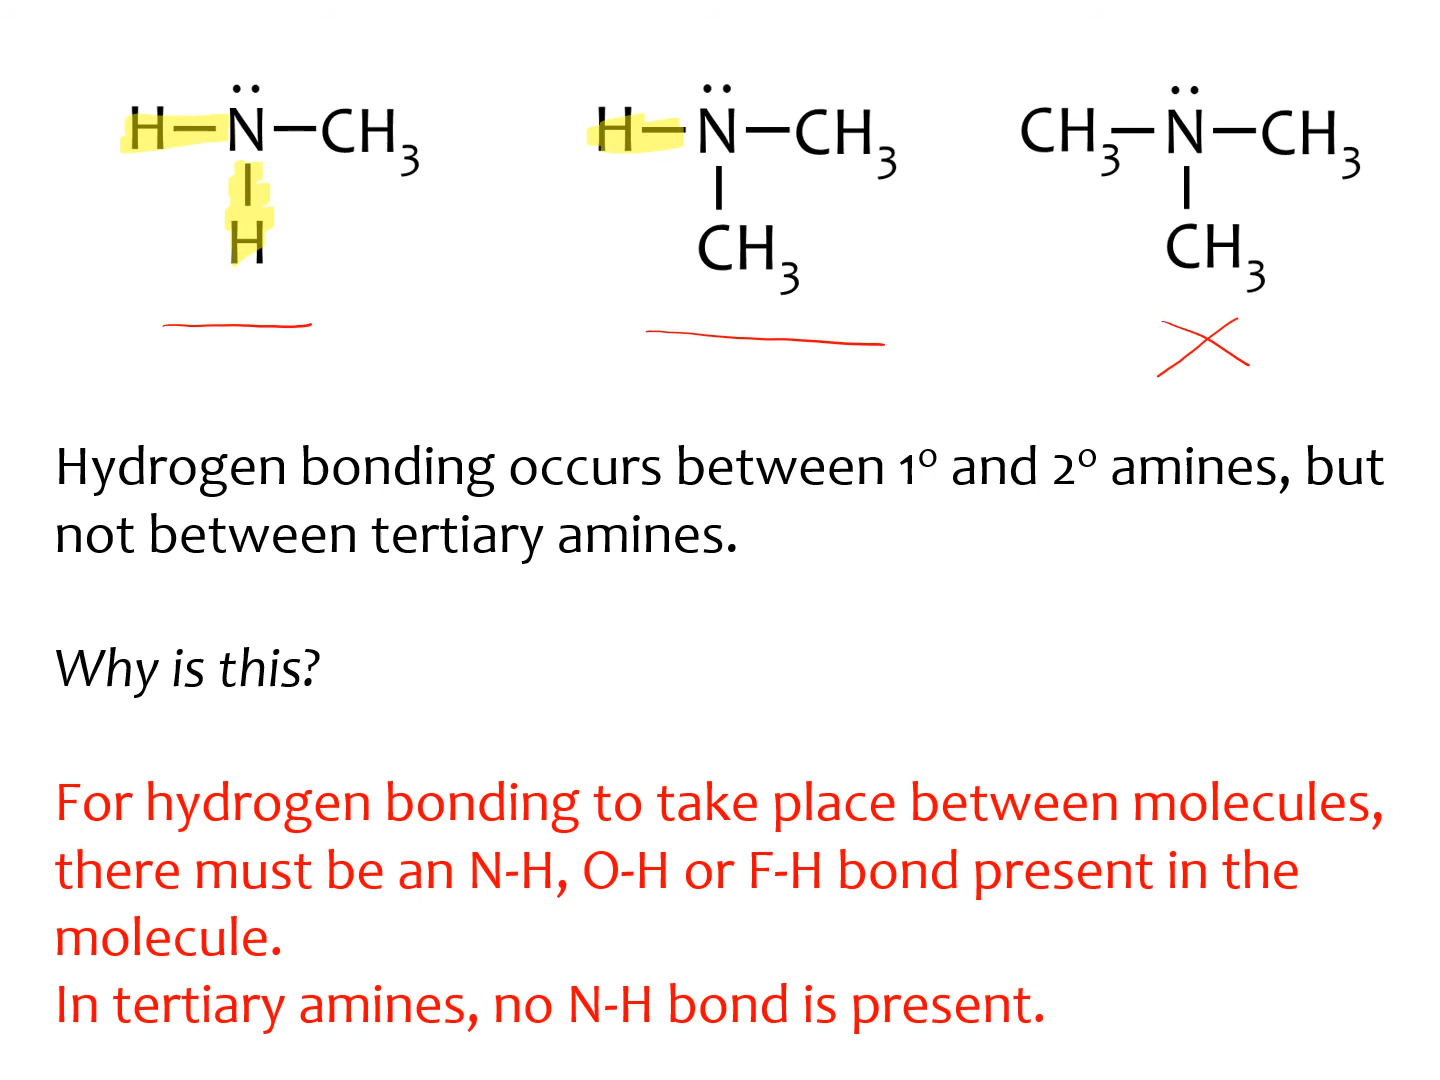 H—N̈—CH₃ H—N̈—CH₃ CH₃—N̈—CH₃
H CH₃ CH₃
Hydrogen bonding occurs between 1º and 2º amines, but
not between tertiary amines.
Why is this?
For hydrogen bonding to take place between molecules,
there must be an N-H, O-H or F-H bond present in the
molecule.
In tertiary amines, no N-H bond is present.